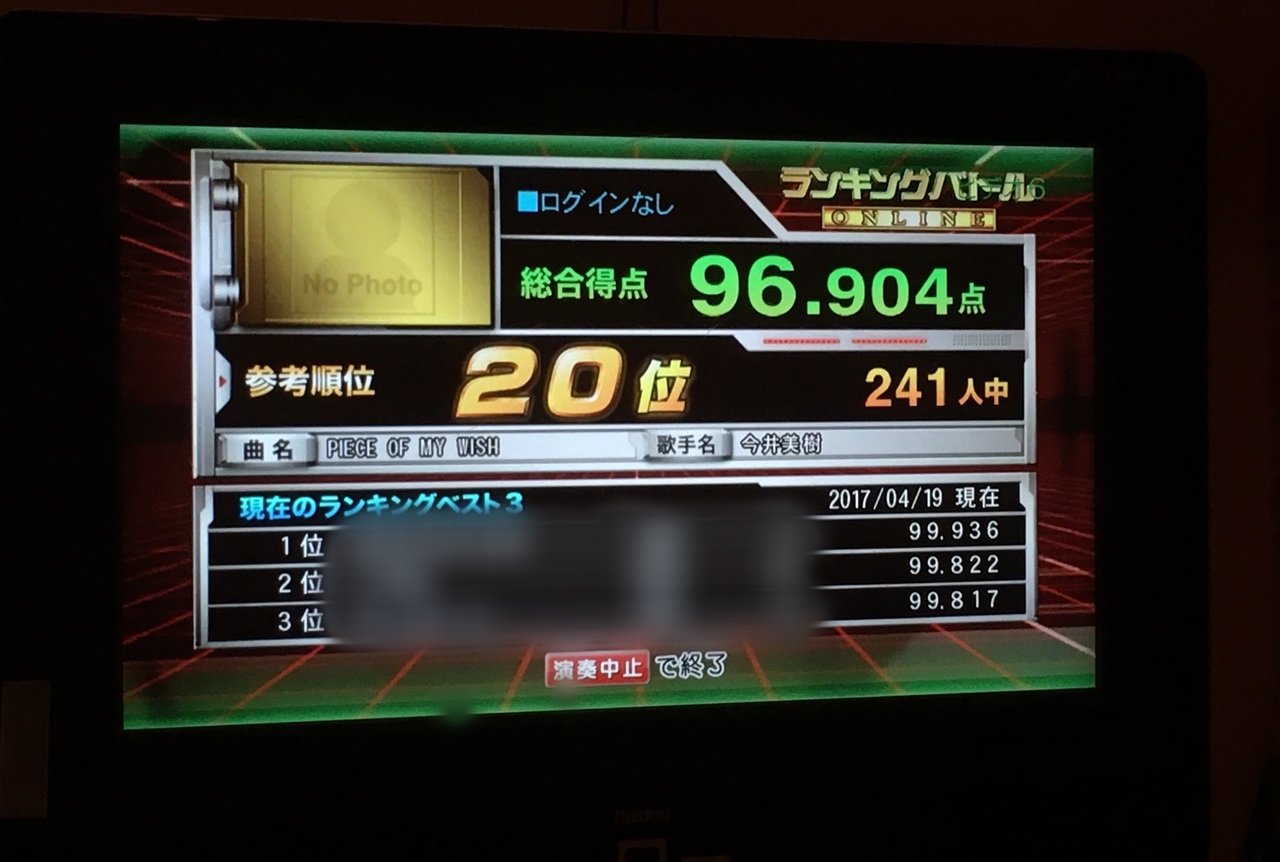 ランキングバトル
ONLINE
No Photo
■ログインなし
総合得点 96.904点
参考順位 20位 241人中
曲名 PIECE OF MY WISH 歌手名 今井美樹
現在のランキングベスト3 2017/04/19 現在
1位 99.936
2位 99.822
3位 99.817
演奏中止で終了